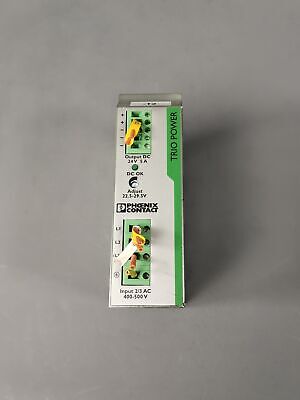 +
+
-
-
-
Output DC
24V 5A
DC OK
Adjust
22.5-29.5V
PHOENIX
CONTACT
TRIO POWER
L1
L2
Input 2/3 AC
400-500V